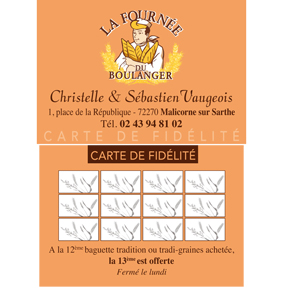 LA FOURNÉE
DU
BOULANGER
Christelle & Sébastien Vaugeois
1, place de la République - 72270 Malicorne sur Sarthe
Tél. 02 43 94 81 02
CARTE DE FIDÉLITÉ
CARTE DE FIDÉLITÉ
A la 12ème baguette tradition ou tradi-graines achetée,
la 13ème est offerte
Fermé le lundi